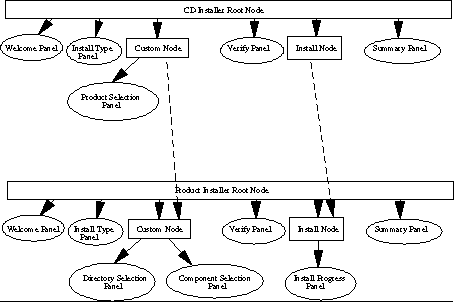 CD Installer Root Node
Welcome Panel
Install Type
Panel
Custom Node
Verify Panel
Install Node
Summary Panel
Product Selection
Panel
Product Installer Root Node
Welcome Panel
Install Type
Panel
Custom Node
Verify Panel
Install Node
Summary Panel
Directory Selection
Panel
Component Selection
Panel
Install Progress
Panel